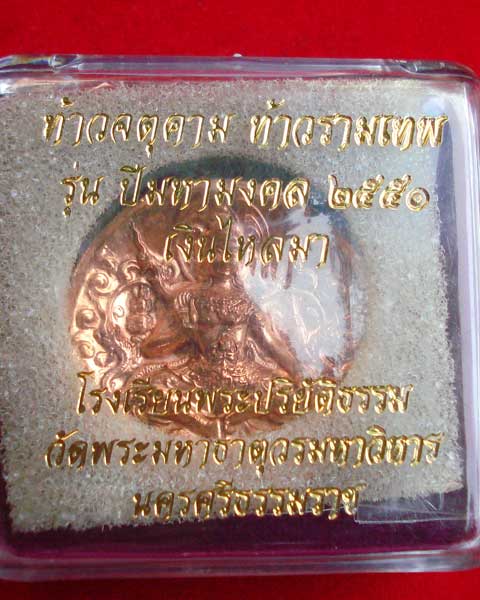 ท้าวจตุคาม ท้าวรามเทพ
รุ่น ปีมหามงคล ๒๕๕๐
เงินไหลมา
โรงเรียนพระปริยัติธรรม
วัดพระมหาธาตุวรมหาวิหาร
นครศรีธรรมราช